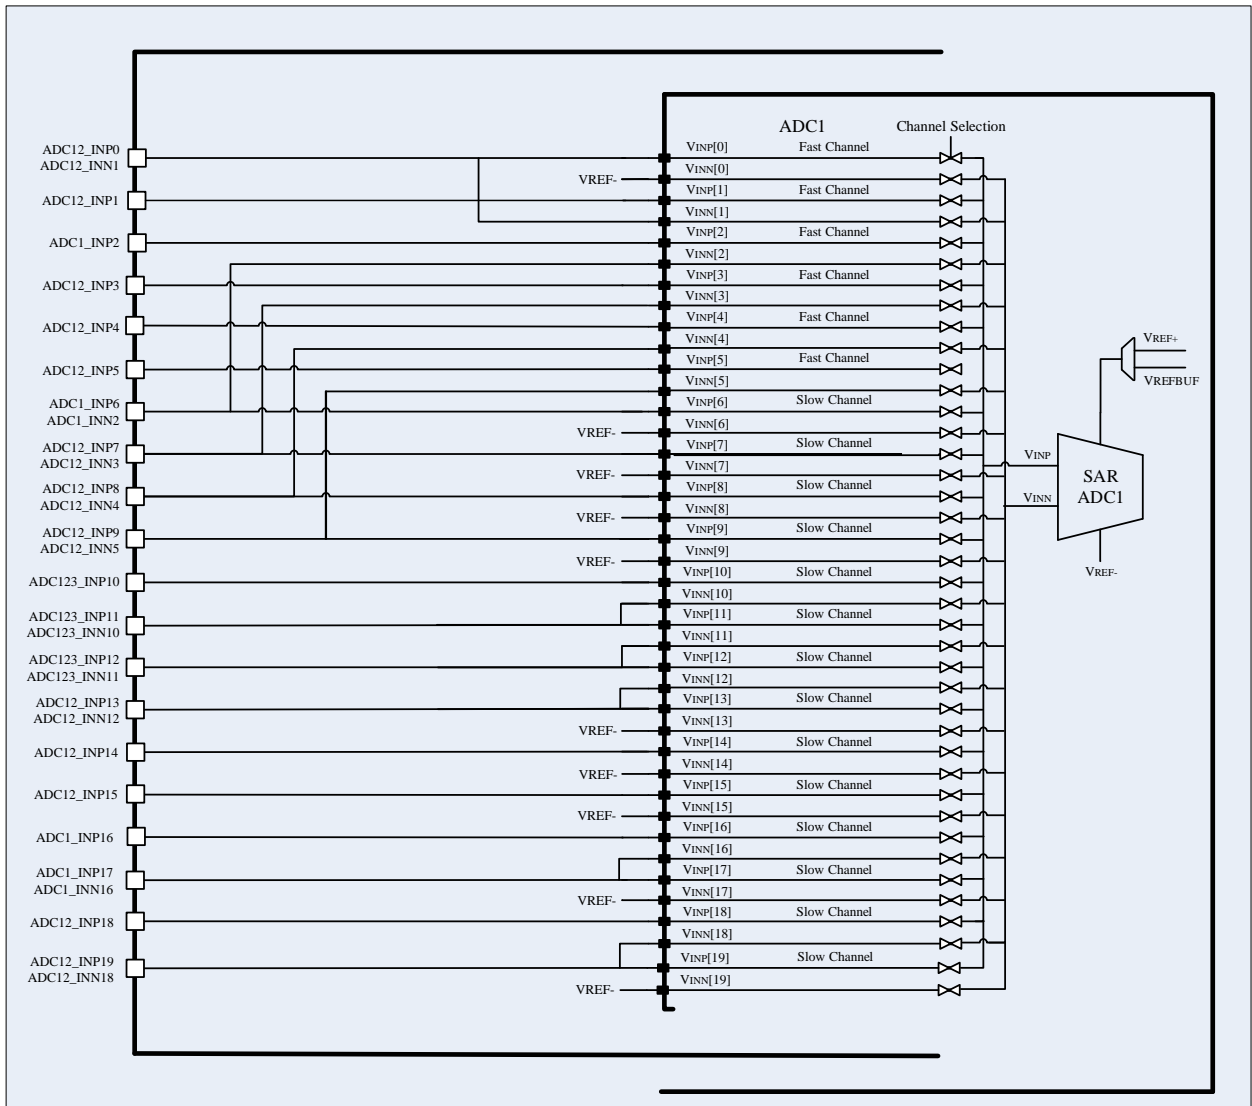 ADC1
Channel Selection
ADC12_INP0
ADC12_INN1
VINP[0] Fast Channel
VREF- VINN[0]
ADC12_INP1
VINP[1] Fast Channel
VINN[1]
ADC1_INP2
VINP[2] Fast Channel
VINN[2]
ADC12_INP3
VINP[3] Fast Channel
VINN[3]
ADC12_INP4
VINP[4] Fast Channel
VINN[4]
ADC12_INP5
VINP[5] Fast Channel
VINN[5]
ADC1_INP6
ADC1_INN2
VINP[6] Slow Channel
VREF- VINN[6]
ADC12_INP7
ADC12_INN3
VINP[7] Slow Channel
VREF- VINN[7]
ADC12_INP8
ADC12_INN4
VINP[8] Slow Channel
VREF- VINN[8]
ADC12_INP9
ADC12_INN5
VINP[9] Slow Channel
VREF- VINN[9]
ADC123_INP10
VINP[10] Slow Channel
VINN[10]
ADC123_INP11
ADC123_INN10
VINP[11] Slow Channel
VINN[11]
ADC123_INP12
ADC123_INN11
VINP[12] Slow Channel
VINN[12]
ADC12_INP13
ADC12_INN12
VINP[13] Slow Channel
VREF- VINN[13]
ADC12_INP14
VINP[14] Slow Channel
VREF- VINN[14]
ADC12_INP15
VINP[15] Slow Channel
VREF- VINN[15]
ADC1_INP16
VINP[16] Slow Channel
VINN[16]
ADC1_INP17
ADC1_INN16
VINP[17] Slow Channel
VREF- VINN[17]
ADC12_INP18
VINP[18] Slow Channel
VINN[18]
ADC12_INP19
ADC12_INN18
VINP[19] Slow Channel
VREF- VINN[19]
VREF+
VREFBUF
VINP
VINN
SAR
ADC1
VREF-